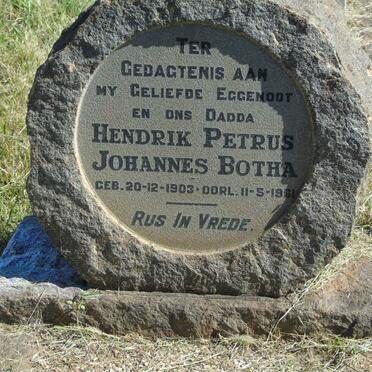 TER
GEDAGTENIS AAN
MY GELIEFDE EGGENOOT
EN ONS DADDA
HENDRIK PETRUS
JOHANNES BOTHA
GEB. 20-12-1903 · OORL. 11-5-1961
RUS IN VREDE.